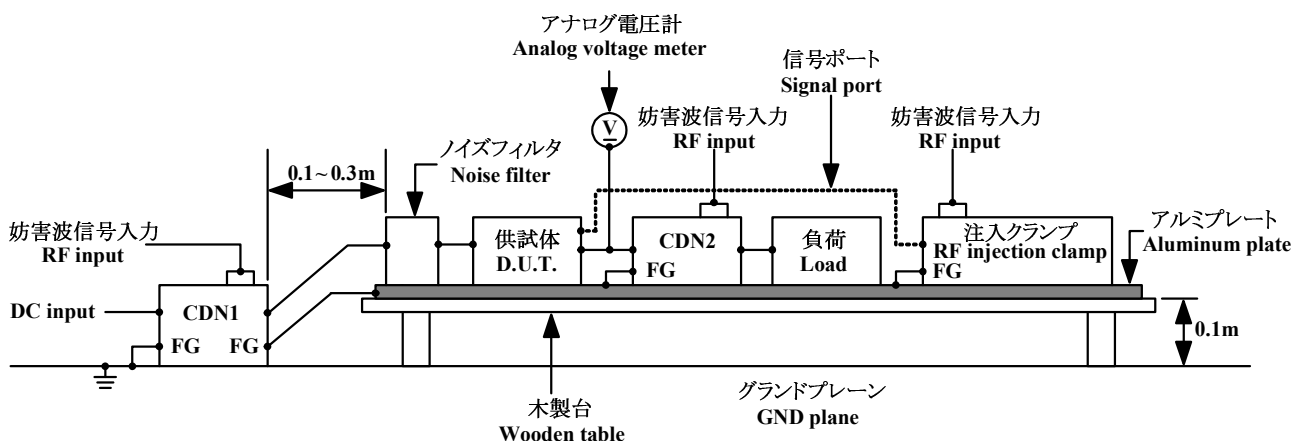 アナログ電圧計
Analog voltage meter
信号ポート
Signal port
妨害波信号入力
RF input
妨害波信号入力
RF input
V
ノイズフィルタ
Noise filter
0.1~0.3m
妨害波信号入力
RF input
供試体
D.U.T.
CDN2
FG
負荷
Load
注入クランプ
RF injection clamp
FG
アルミプレート
Aluminum plate
DC input
CDN1
FG
FG
0.1m
木製台
Wooden table
グランドプレーン
GND plane